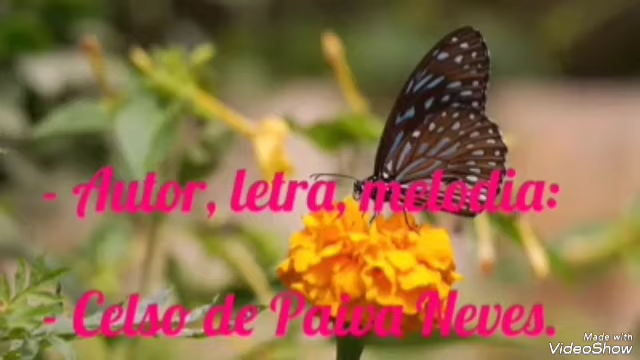 - Autor, letra, melodia:
- Celso de Paiva Neves.
Made with
VideoShow